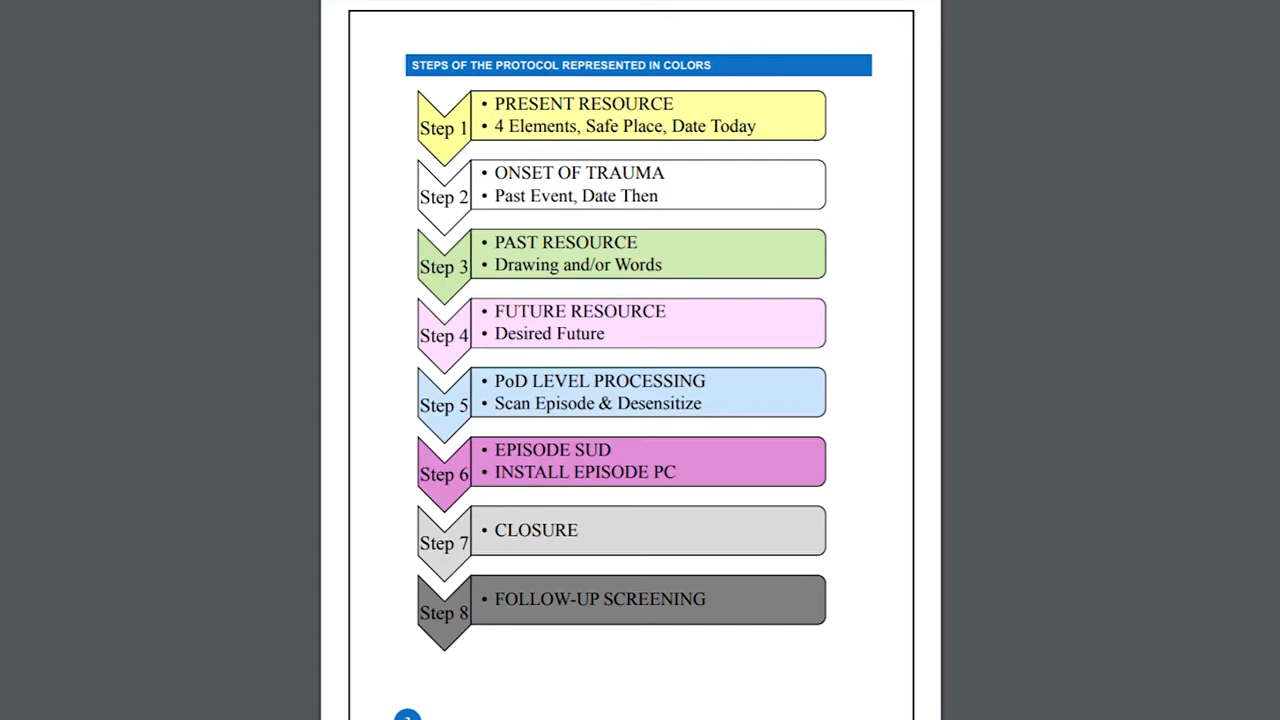 STEPS OF THE PROTOCOL REPRESENTED IN COLORS
Step 1
• PRESENT RESOURCE
• 4 Elements, Safe Place, Date Today
Step 2
• ONSET OF TRAUMA
• Past Event, Date Then
Step 3
• PAST RESOURCE
• Drawing and/or Words
Step 4
• FUTURE RESOURCE
• Desired Future
Step 5
• PoD LEVEL PROCESSING
• Scan Episode & Desensitize
Step 6
• EPISODE SUD
• INSTALL EPISODE PC
Step 7
• CLOSURE
Step 8
• FOLLOW-UP SCREENING